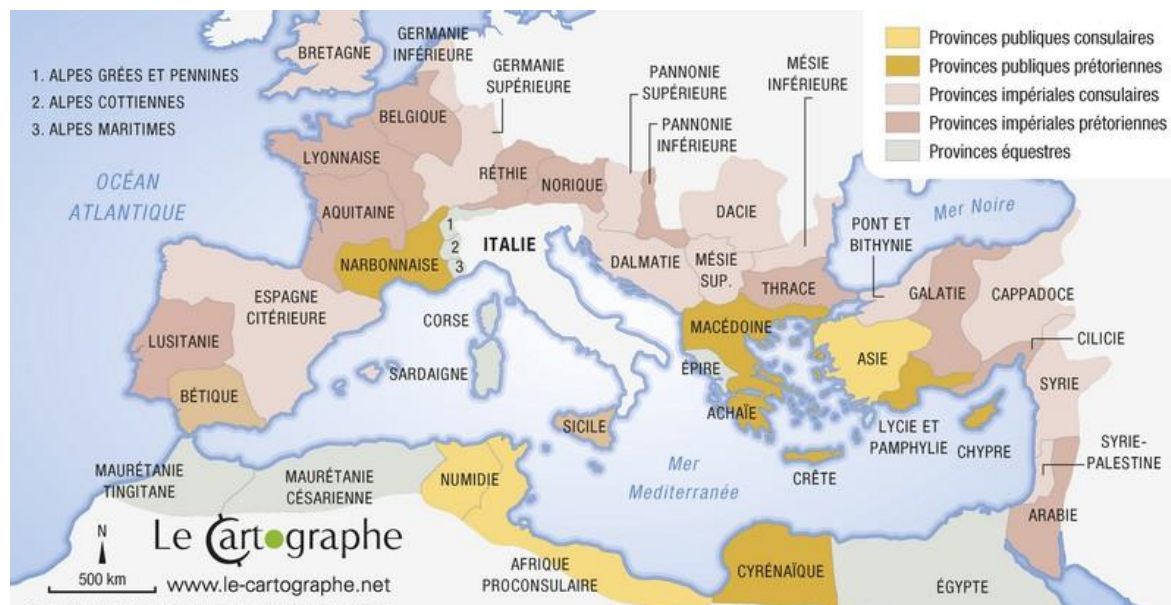 BRETAGNE
GERMANIE
INFÉRIEURE
GERMANIE
SUPÉRIEURE
PANNONIE
SUPÉRIEURE
MÉSIE
INFÉRIEURE
PANNONIE
INFÉRIEURE
Provinces publiques consulaires
Provinces publiques prétoriennes
Provinces impériales consulaires
Provinces impériales prétoriennes
Provinces équestres
1. ALPES GRÉES ET PENNINES
2. ALPES COTTIENNES
3. ALPES MARITIMES
BELGIQUE
LYONNAISE
RÉTHIE
NORIQUE
OCÉAN
ATLANTIQUE
AQUITAINE
DACIE
PONT ET
BITHYNIE
Mer Noire
1
2
3
ITALIE
NARBONNAISE
DALMATIE
MÉSIE
SUP.
THRACE
GALATIE
CAPPADOCE
ESPAGNE
CITÉRIEURE
CORSE
MACÉDOINE
LUSITANIE
SARDAIGNE
ÉPIRE
ASIE
CILICIE
SYRIE
BÉTIQUE
SICILE
ACHAÏE
LYCIE ET
PAMPHYLIE
CHYPRE
SYRIE-
PALESTINE
MAURÉTANIE
TINGITANE
MAURÉTANIE
CÉSARIENNE
NUMIDIE
Mer
Mediterranée
CRÊTE
ARABIE
N
500 km
Le Cartographe
www.le-cartographe.net
AFRIQUE
PROCONSULAIRE
CYRÉNAÏQUE
ÉGYPTE